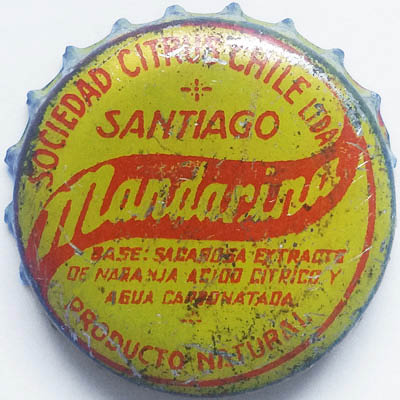 SOCIEDAD CITRUS CHILE LTDA
SANTIAGO
Mandarina
BASE: SACAROSA EXTRACTO
DE NARANJA ACIDO CITRICO Y
AGUA CARBONATADA
PRODUCTO NATURAL